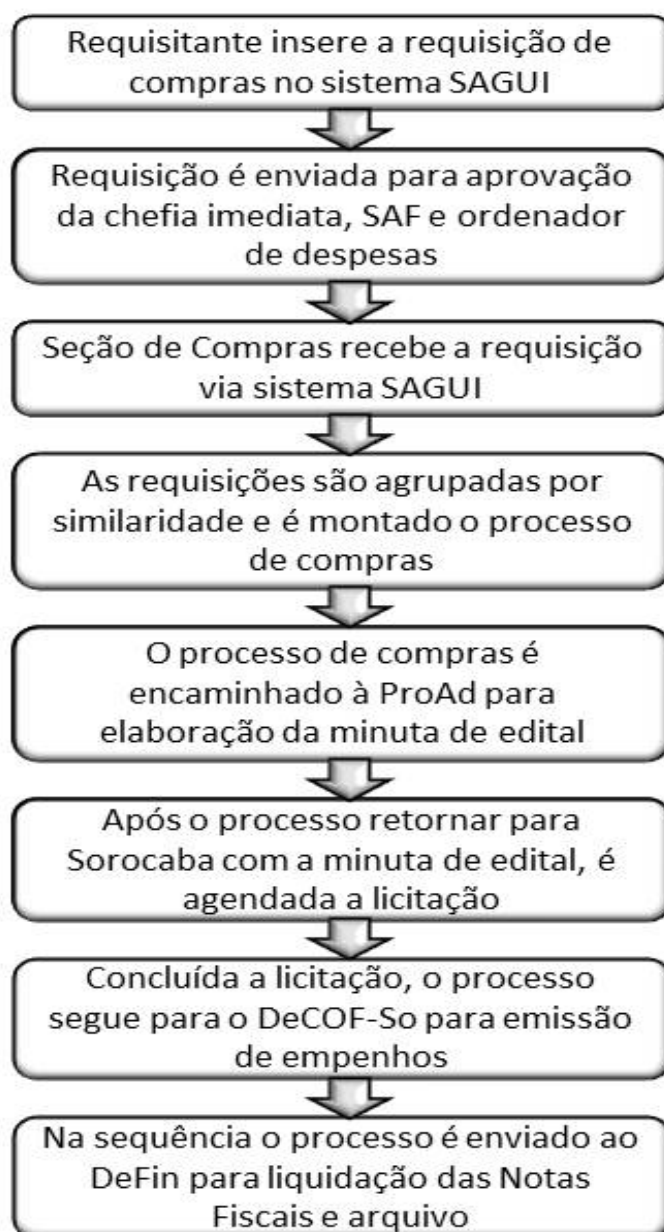 Requisitante insere a requisição de
compras no sistema SAGUI
Requisição é enviada para aprovação
da chefia imediata, SAF e ordenador
de despesas
Seção de Compras recebe a requisição
via sistema SAGUI
As requisições são agrupadas por
similaridade e é montado o processo
de compras
O processo de compras é
encaminhado à ProAd para
elaboração da minuta de edital
Após o processo retornar para
Sorocaba com a minuta de edital, é
agendada a licitação
Concluída a licitação, o processo
segue para o DeCOF-So para emissão
de empenhos
Na sequência o processo é enviado ao
DeFin para liquidação das Notas
Fiscais e arquivo